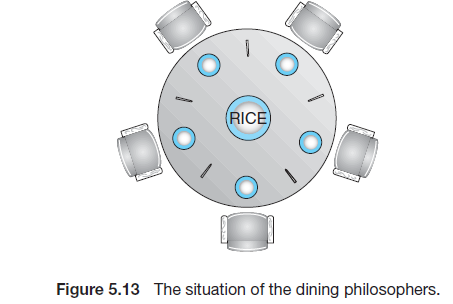 RICE
Figure 5.13 The situation of the dining philosophers.